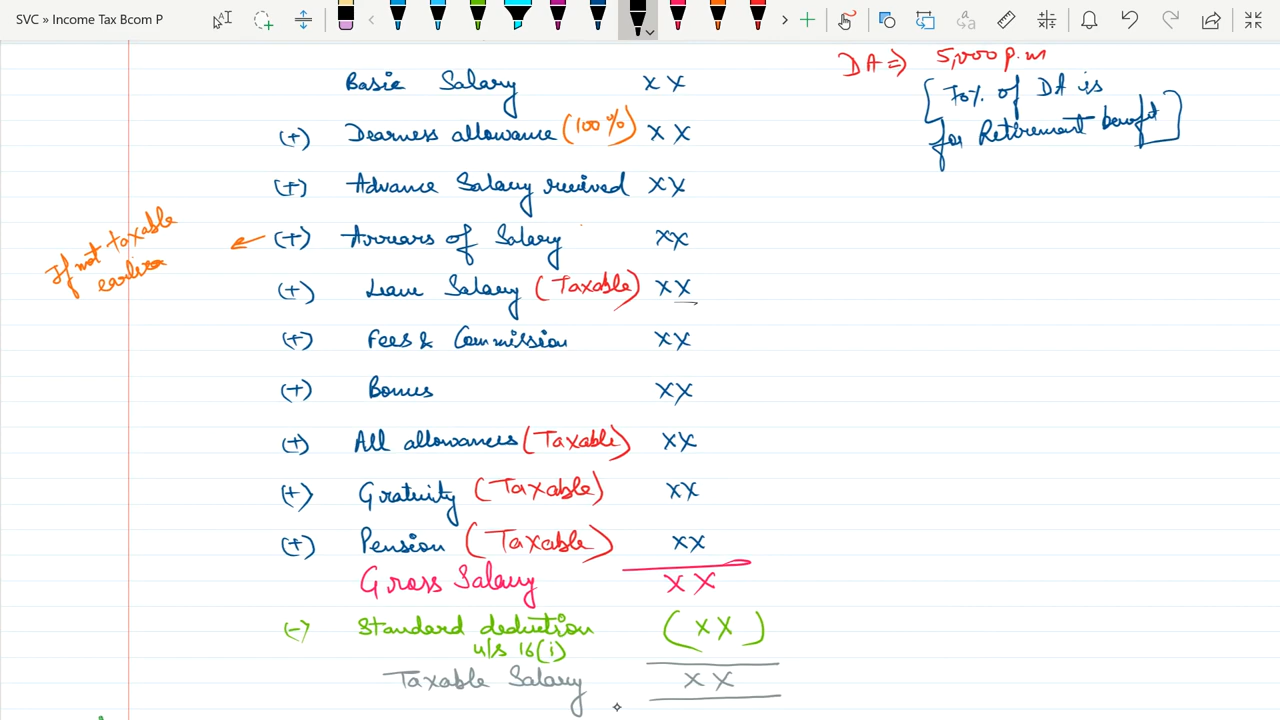 SVC » Income Tax Bcom P
DA ⇒ 5,000 p.m
[70% of DA is
for Retirement benefit]
Basic Salary XX
(+) Dearness allowance (100%) XX
(+) Advance Salary received XX
If not taxable
earlier
(+) Arrears of Salary XX
(+) Leave Salary (Taxable) XX
(+) Fees & Commission XX
(+) Bonus XX
(+) All allowances (Taxable) XX
(+) Gratuity (Taxable) XX
(+) Pension (Taxable) XX
Gross Salary XX
(-) Standard deduction (XX)
u/s 16(i)
Taxable Salary XX